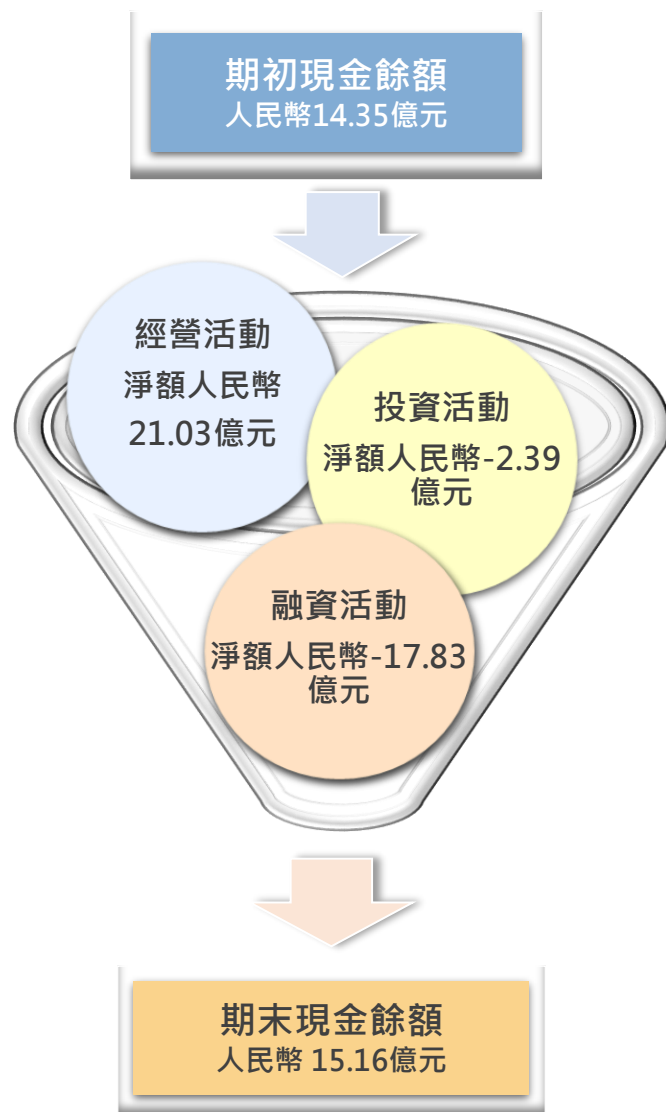 期初現金餘額
人民幣14.35億元
經營活動
淨額人民幣
21.03億元
投資活動
淨額人民幣-2.39
億元
融資活動
淨額人民幣-17.83
億元
期末現金餘額
人民幣 15.16億元